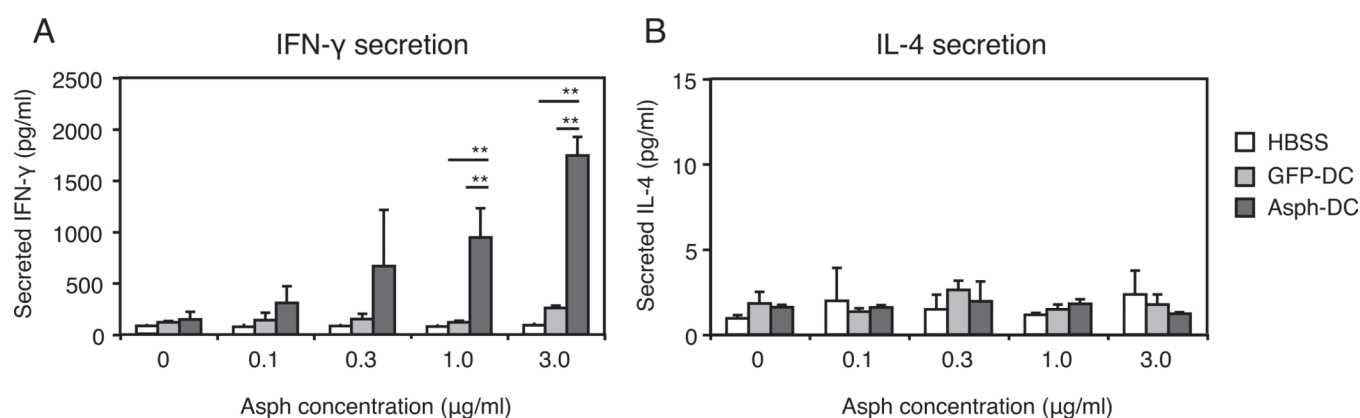 A
IFN-γ secretion
Secreted IFN-γ (pg/ml)
2500
2000
1500
1000
500
0
**
**
**
**
0 0.1 0.3 1.0 3.0
Asph concentration (μg/ml)
B
IL-4 secretion
Secreted IL-4 (pg/ml)
15
10
5
0
0 0.1 0.3 1.0 3.0
Asph concentration (μg/ml)
HBSS
GFP-DC
Asph-DC